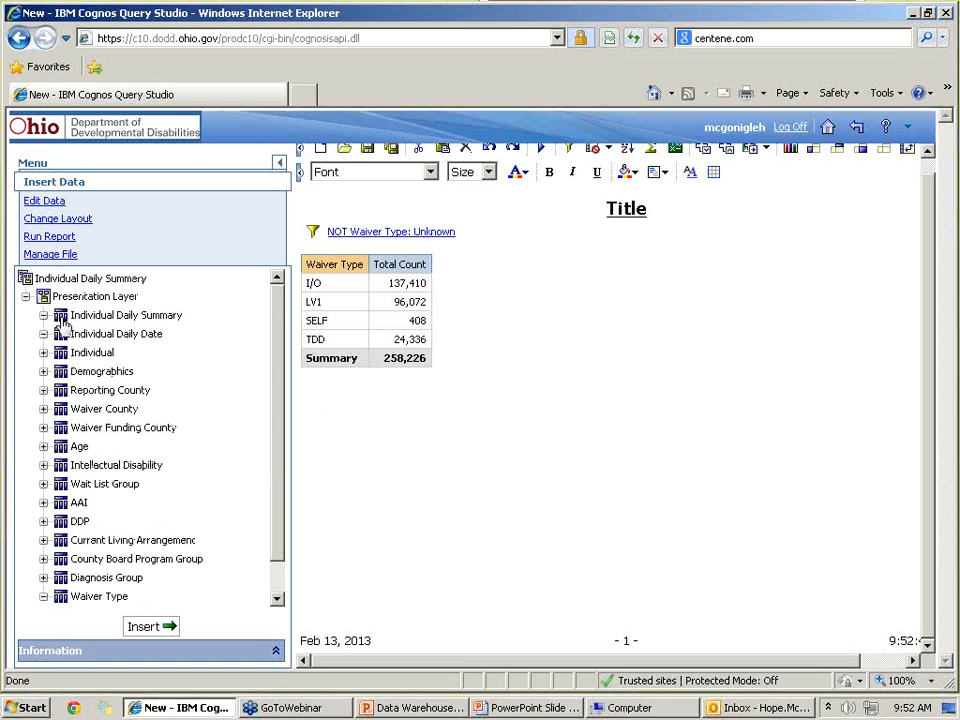 New - IBM Cognos Query Studio - Windows Internet Explorer
https://c10.dodd.ohio.gov/prodc10/cgi-bin/cognosisapi.dll
centene.com
Favorites
New - IBM Cognos Query Studio
Page
Safety
Tools
Ohio
Department of
Developmental Disabilities
mcgonigleh
Log Off
Menu
Insert Data
Edit Data
Change Layout
Run Report
Manage File
Font
Size
A
B
I
U
Title
NOT Waiver Type: Unknown
Waiver Type Total Count
I/O 137,410
LV1 96,072
SELF 408
TDD 24,336
Summary 258,226
Individual Daily Summary
Presentation Layer
Individual Daily Summary
Individual Daily Date
Individual
Demographics
Reporting County
Waiver County
Waiver Funding County
Age
Intellectual Disability
Wait List Group
AAI
DDP
Current Living Arrangement
County Board Program Group
Diagnosis Group
Waiver Type
Insert
Information
Feb 13, 2013
- 1 -
9:52:
Done
Trusted sites | Protected Mode: Off
100%
Start
New - IBM Cog...
GoToWebinar
Data Warehouse...
PowerPoint Slide ...
Computer
Inbox - Hope.Mc...
9:52 AM